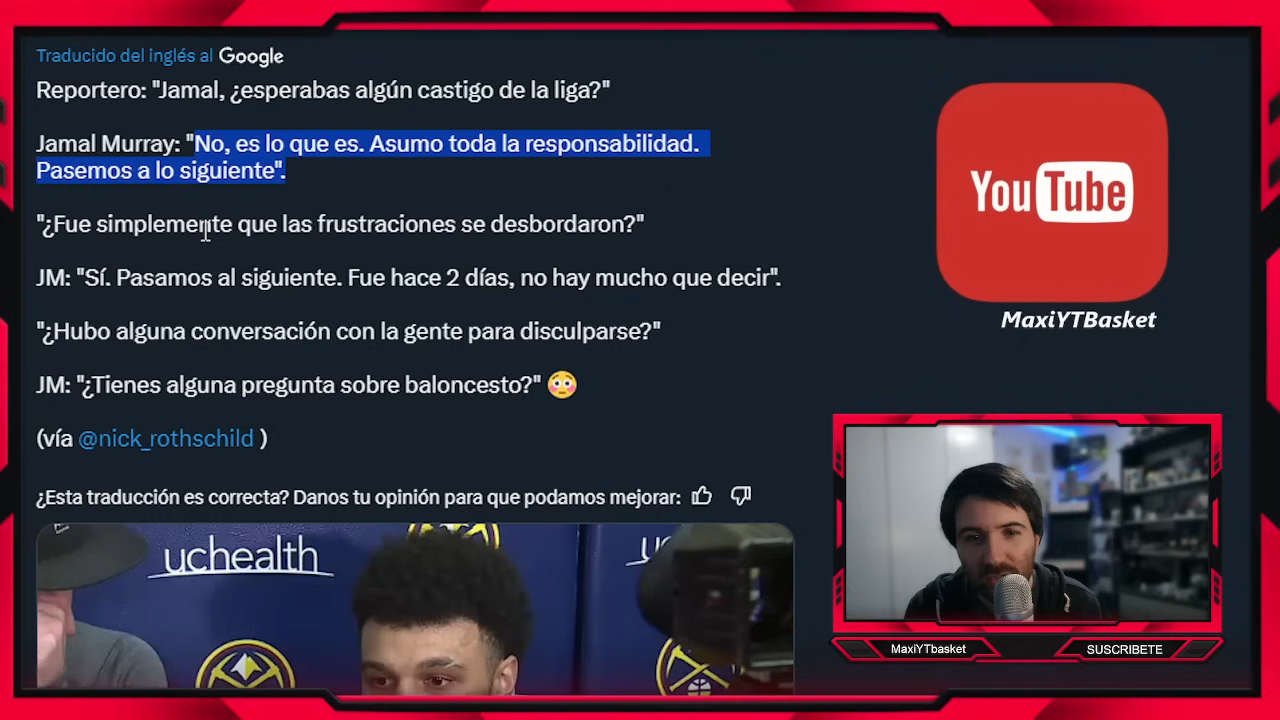 Traducido del inglés al Google
Reportero: "Jamal, ¿esperabas algún castigo de la liga?"
Jamal Murray: "No, es lo que es. Asumo toda la responsabilidad.
Pasemos a lo siguiente".
"¿Fue simplemente que las frustraciones se desbordaron?"
JM: "Sí. Pasamos al siguiente. Fue hace 2 días, no hay mucho que decir".
"¿Hubo alguna conversación con la gente para disculparse?"
JM: "¿Tienes alguna pregunta sobre baloncesto?" 😳
(vía @nick_rothschild )
¿Esta traducción es correcta? Danos tu opinión para que podamos mejorar:
uchealth
YouTube
MaxiYTBasket
MaxiYTbasket
SUSCRIBETE